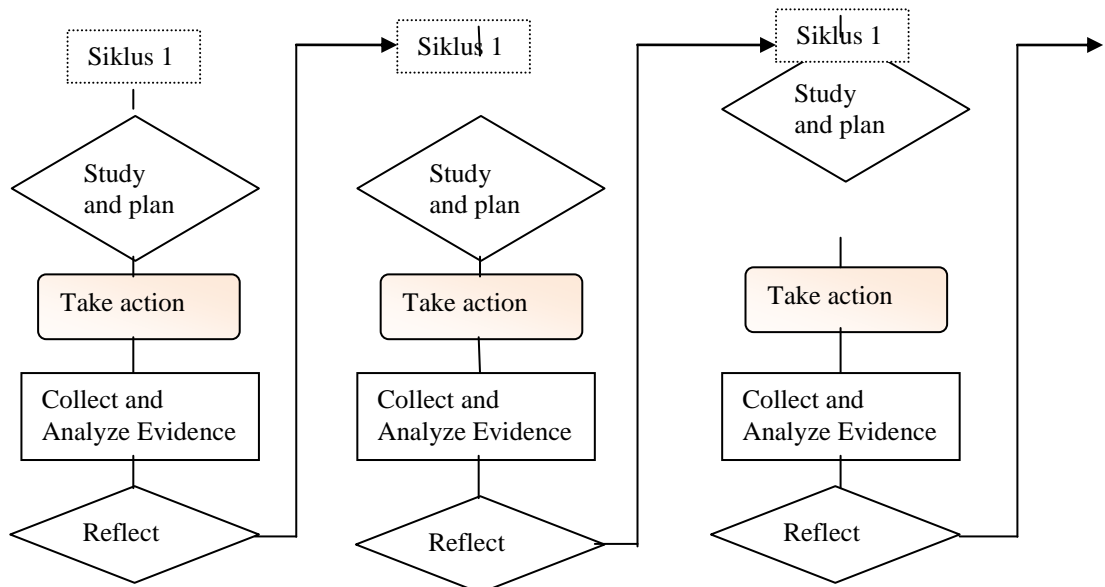 Siklus 1
Study
and plan
Take action
Collect and
Analyze Evidence
Reflect
Siklus 1
Study
and plan
Take action
Collect and
Analyze Evidence
Reflect
Siklus 1
Study
and plan
Take action
Collect and
Analyze Evidence
Reflect